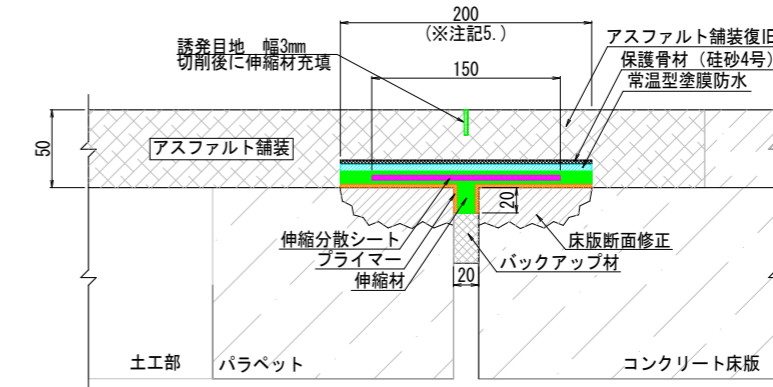 200
(※注記5.)
誘発目地 幅3mm
切削後に伸縮材充填
150
アスファルト舗装復旧
保護骨材（硅砂4号）
常温型塗膜防水
50
アスファルト舗装
20
伸縮分散シート
プライマー
伸縮材
20
床版断面修正
バックアップ材
土工部
パラペット
コンクリート床版